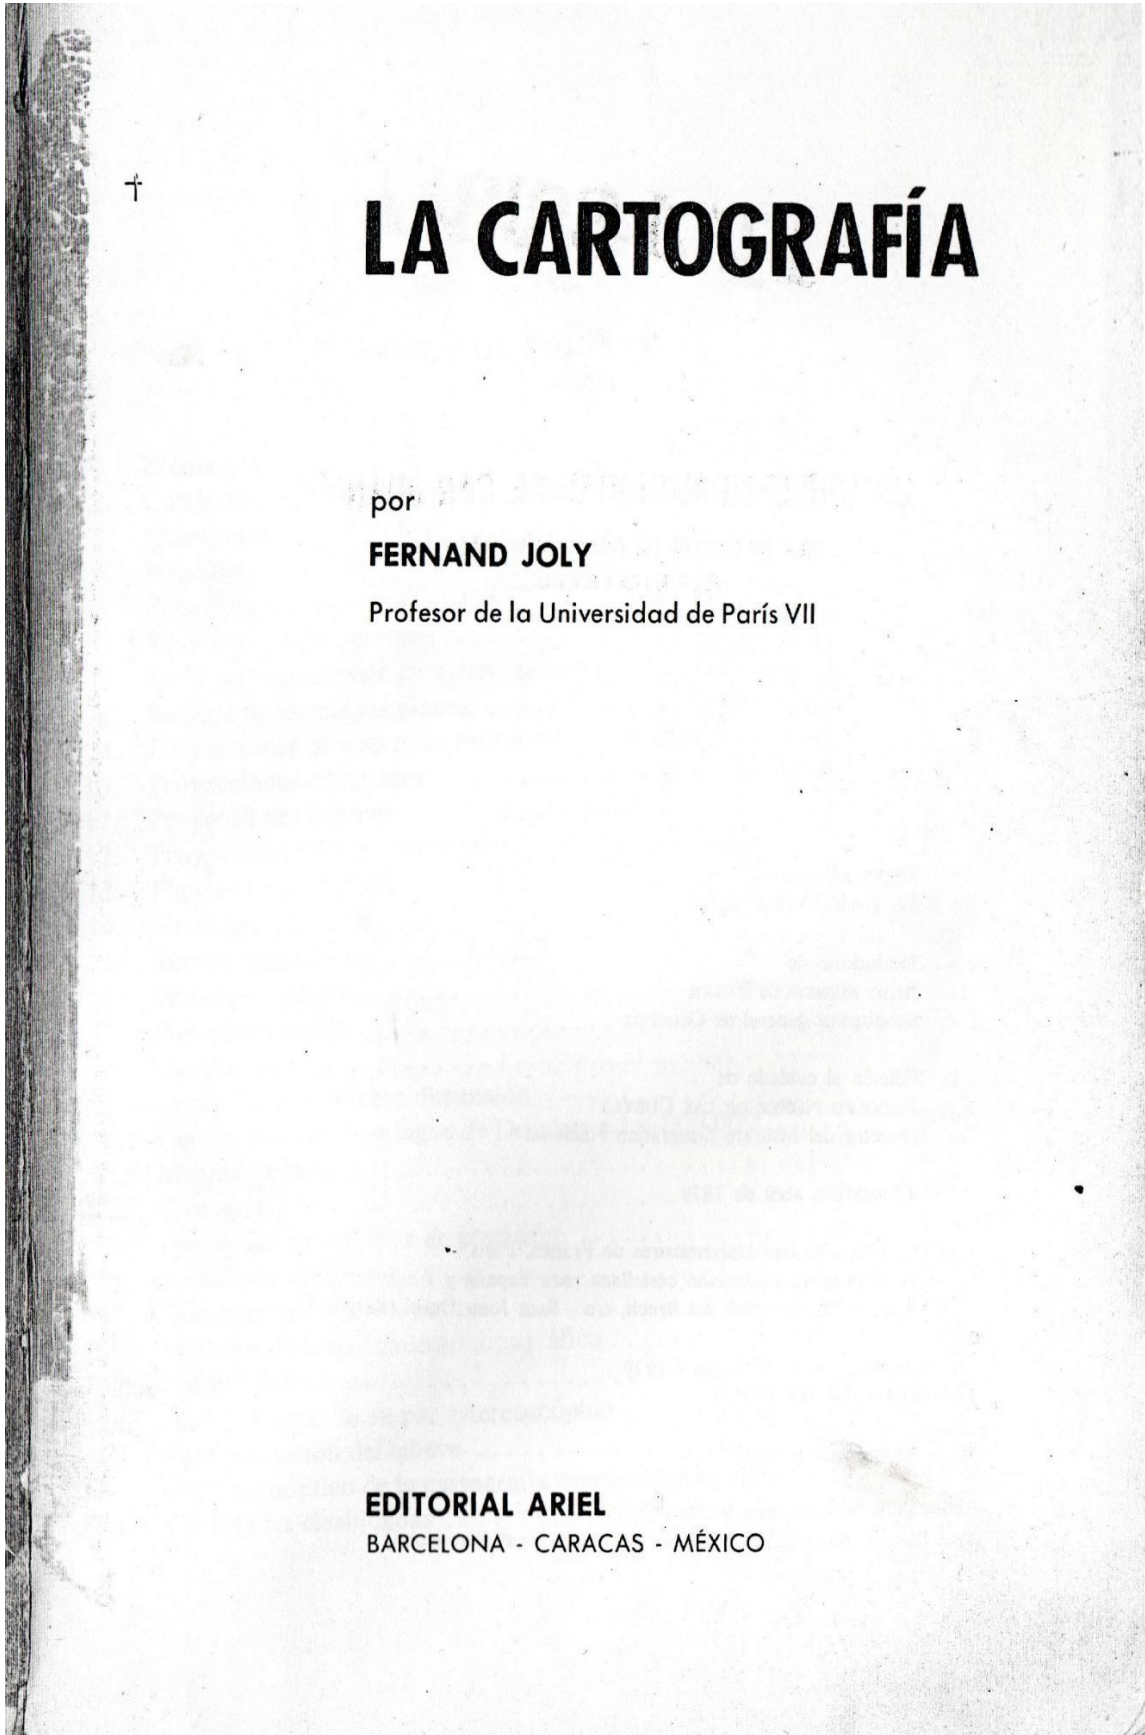 LA CARTOGRAFÍA
por
FERNAND JOLY
Profesor de la Universidad de París VII
EDITORIAL ARIEL
BARCELONA - CARACAS - MÉXICO